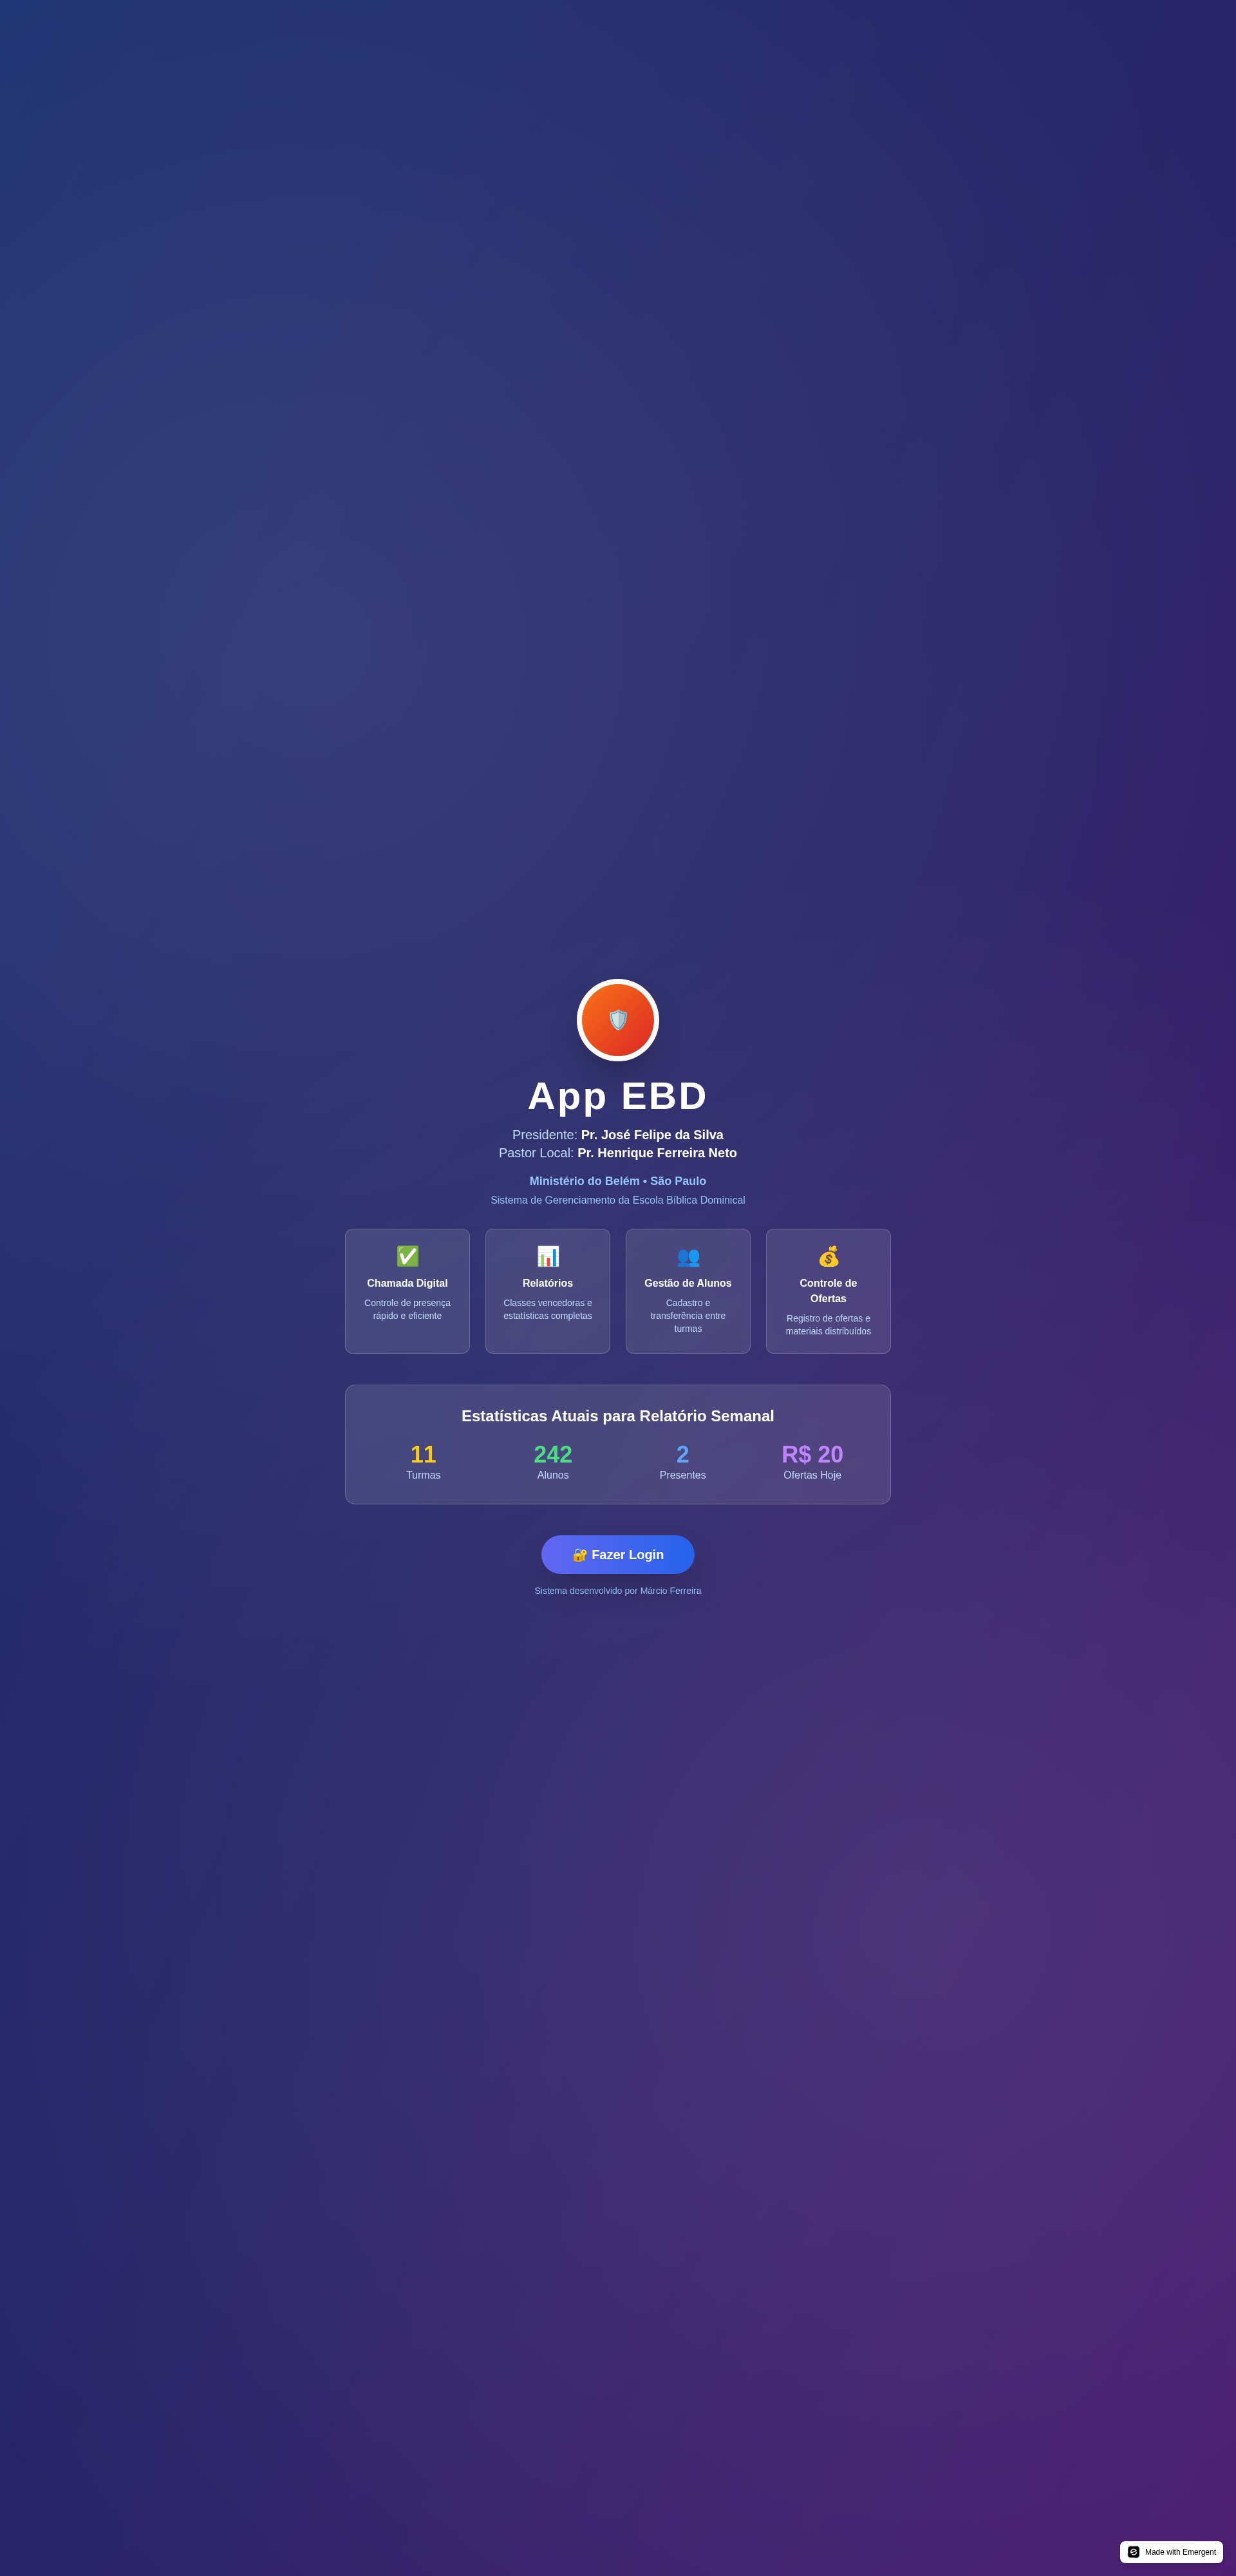 App EBD
Presidente: Pr. José Felipe da Silva
Pastor Local: Pr. Henrique Ferreira Neto
Ministério do Belém • São Paulo
Sistema de Gerenciamento da Escola Bíblica Dominical
Chamada Digital
Controle de presença
rápido e eficiente
Relatórios
Classes vencedoras e
estatísticas completas
Gestão de Alunos
Cadastro e
transferência entre
turmas
Controle de
Ofertas
Registro de ofertas e
materiais distribuídos
Estatísticas Atuais para Relatório Semanal
11
Turmas
242
Alunos
2
Presentes
R$ 20
Ofertas Hoje
🔐 Fazer Login
Sistema desenvolvido por Márcio Ferreira
Made with Emergent